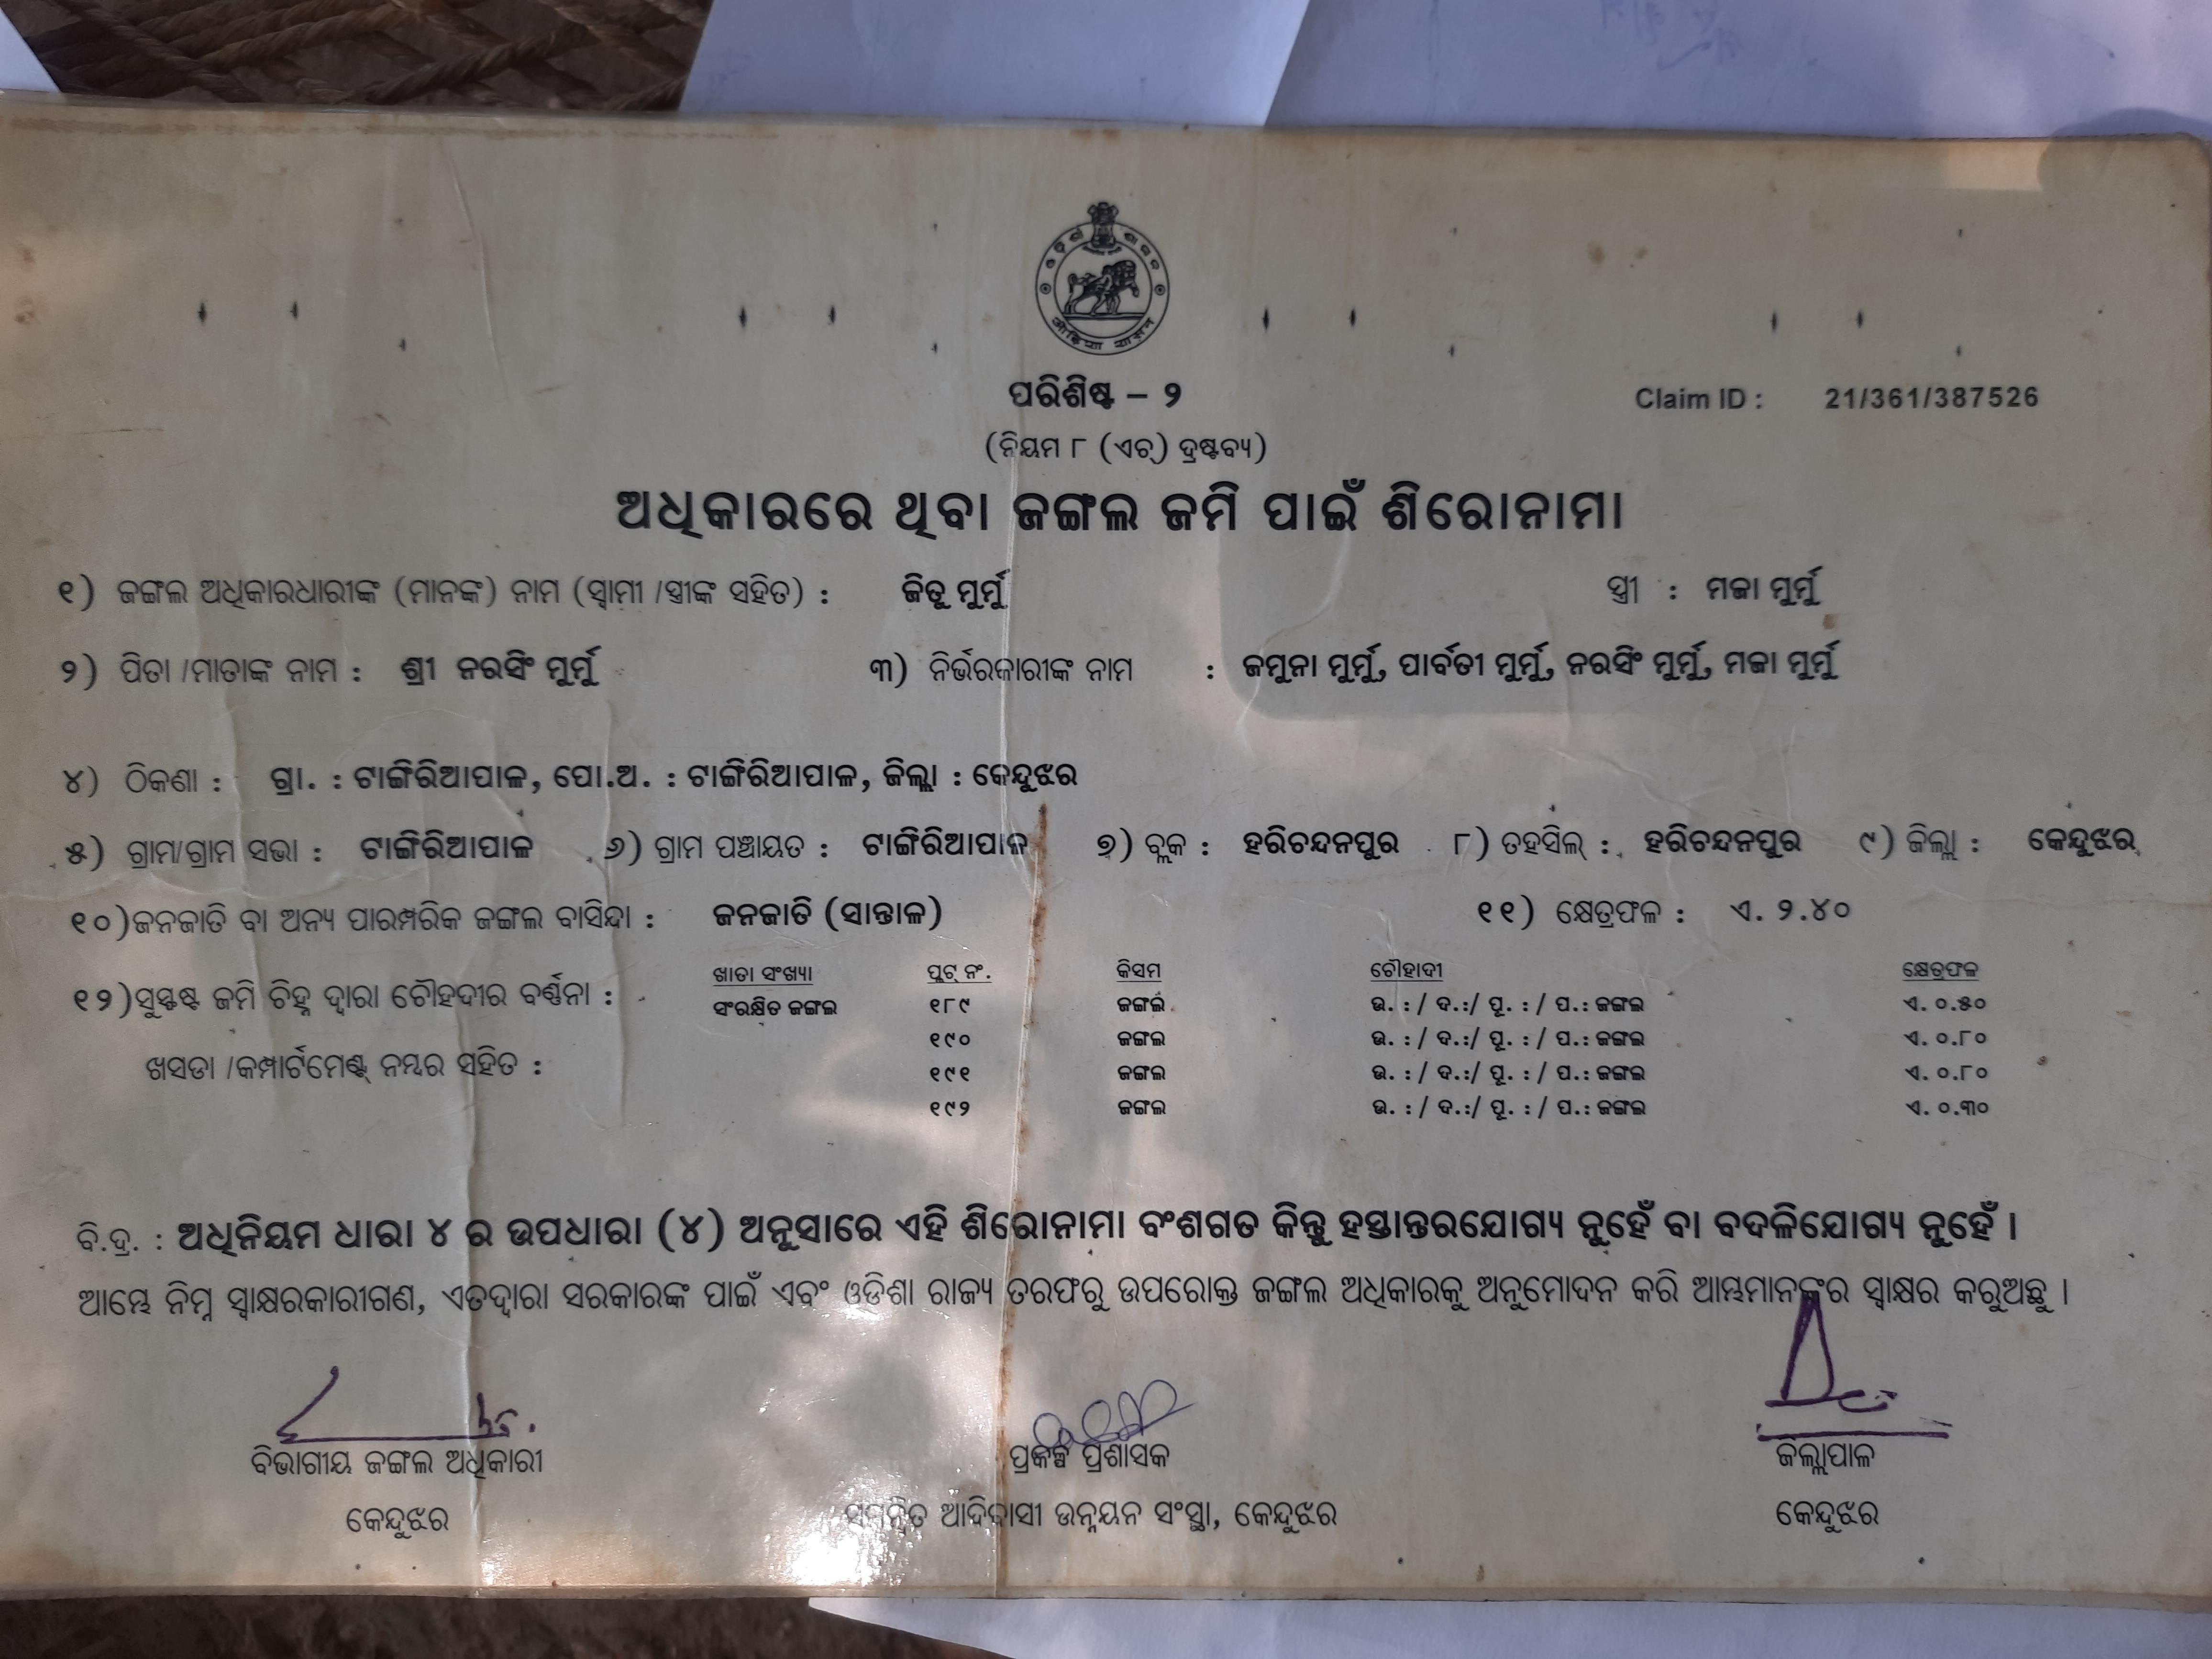 ପରିଶିଷ୍ଟ – ୨
Claim ID : 21/361/387526
(ନିୟମ ୮ (ଏଚ୍) ଦ୍ରଷ୍ଟବ୍ୟ)
ଅଧିକାରରେ ଥିବା ଜଙ୍ଗଲ ଜମି ପାଇଁ ଶିରୋନାମା
୧) ଜଙ୍ଗଲ ଅଧିକାରଧାରୀଙ୍କ (ମାନଙ୍କ) ନାମ (ସ୍ୱାମୀ /ସ୍ତ୍ରୀଙ୍କ ସହିତ) : ଜିତୁ ମୁର୍ମୁ ସ୍ତ୍ରୀ : ମଜା ମୁର୍ମୁ
୨) ପିତା /ମାତାଙ୍କ ନାମ : ଶ୍ରୀ ନରସିଂ ମୁର୍ମୁ ୩) ନିର୍ଭରକାରୀଙ୍କ ନାମ : ଜମୁନା ମୁର୍ମୁ, ପାର୍ବତୀ ମୁର୍ମୁ, ନରସିଂ ମୁର୍ମୁ, ମଜା ମୁର୍ମୁ
୪) ଠିକଣା : ଗ୍ରା. : ଟାଙ୍ଗିରିଆପାଳ, ପୋ.ଅ. : ଟାଙ୍ଗିରିଆପାଳ, ଜିଲ୍ଲା : କେନ୍ଦୁଝର
୫) ଗ୍ରାମ/ଗ୍ରାମ ସଭା : ଟାଙ୍ଗିରିଆପାଳ ୬) ଗ୍ରାମ ପଞ୍ଚାୟତ : ଟାଙ୍ଗିରିଆପାଳ ୭) ବ୍ଲକ : ହରିଚନ୍ଦନପୁର ୮) ତହସିଲ୍ : ହରିଚନ୍ଦନପୁର ୯) ଜିଲ୍ଲା : କେନ୍ଦୁଝର
୧୦)ଜନଜାତି ବା ଅନ୍ୟ ପାରମ୍ପରିକ ଜଙ୍ଗଲ ବାସିନ୍ଦା : ଜନଜାତି (ସାନ୍ତାଳ) ୧୧) କ୍ଷେତ୍ରଫଳ : ଏ. ୨.୪୦
୧୨)ସୁସ୍ପଷ୍ଟ ଜମି ଚିହ୍ନ ଦ୍ୱାରା ଚୌହଦୀର ବର୍ଣ୍ଣନା :
ଖସଡା /କମ୍ପାର୍ଟମେଣ୍ଟ୍ ନମ୍ବର ସହିତ :
ଖାତା ସଂଖ୍ୟା ପ୍ଲଟ୍ ନଂ. କିସମ ଚୌହାଦୀ କ୍ଷେତ୍ରଫଳ
ସଂରକ୍ଷିତ ଜଙ୍ଗଲ ୧୮୯ ଜଙ୍ଗଲ ଉ. : / ଦ.:/ ପୂ. : / ପ.: ଜଙ୍ଗଲ ଏ. ୦.୫୦
୧୯୦ ଜଙ୍ଗଲ ଉ. : / ଦ.:/ ପୂ. : / ପ.: ଜଙ୍ଗଲ ଏ. ୦.୮୦
୧୯୧ ଜଙ୍ଗଲ ଉ. : / ଦ.:/ ପୂ. : / ପ.: ଜଙ୍ଗଲ ଏ. ୦.୮୦
୧୯୨ ଜଙ୍ଗଲ ଉ. : / ଦ.:/ ପୂ. : / ପ.: ଜଙ୍ଗଲ ଏ. ୦.୩୦
ବି.ଦ୍ର. : ଅଧିନିୟମ ଧାରା ୪ ର ଉପଧାରା (୪) ଅନୁସାରେ ଏହି ଶିରୋନାମା ବଂଶଗତ କିନ୍ତୁ ହସ୍ତାନ୍ତରଯୋଗ୍ୟ ନୁହେଁ ବା ବଦଳିଯୋଗ୍ୟ ନୁହେଁ ।
ଆମ୍ଭେ ନିମ୍ନ ସ୍ୱାକ୍ଷରକାରୀଗଣ, ଏତଦ୍ୱାରା ସରକାରଙ୍କ ପାଇଁ ଏବଂ ଓଡିଶା ରାଜ୍ୟ ତରଫରୁ ଉପରୋକ୍ତ ଜଙ୍ଗଲ ଅଧିକାରକୁ ଅନୁମୋଦନ କରି ଆମ୍ଭମାନଙ୍କର ସ୍ୱାକ୍ଷର କରୁଅଛୁ ।
ବିଭାଗୀୟ ଜଙ୍ଗଲ ଅଧିକାରୀ ପ୍ରକଳ୍ପ ପ୍ରଶାସକ ଜିଲ୍ଲାପାଳ
କେନ୍ଦୁଝର ସମନ୍ୱିତ ଆଦିବାସୀ ଉନ୍ନୟନ ସଂସ୍ଥା, କେନ୍ଦୁଝର କେନ୍ଦୁଝର